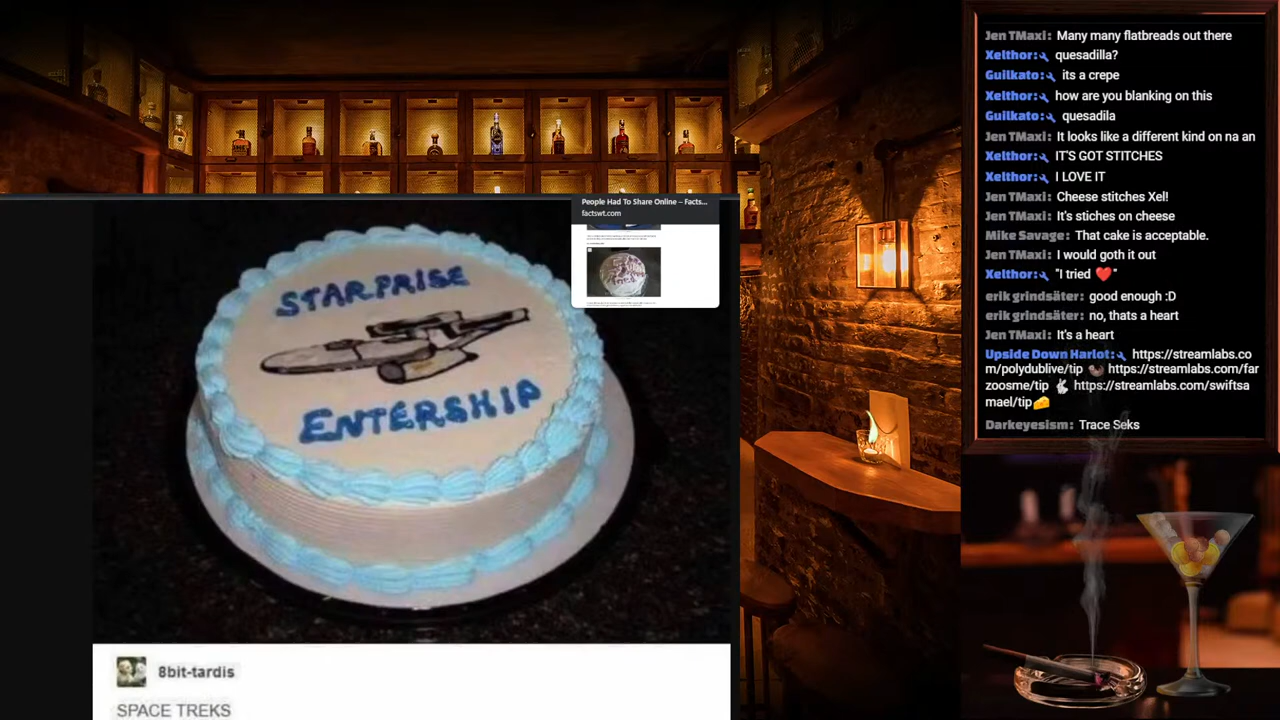 People Had To Share Online – Facts...
factswt.com
STARPRISE
ENTERSHIP
8bit-tardis
SPACE TREKS
Jen TMaxi: Many many flatbreads out there
Xelthor: quesadilla?
Guilkato: its a crepe
Xelthor: how are you blanking on this
Guilkato: quesadila
Jen TMaxi: It looks like a different kind on na an
Xelthor: IT'S GOT STITCHES
Xelthor: I LOVE IT
Jen TMaxi: Cheese stitches Xel!
Jen TMaxi: It's stiches on cheese
Mike Savage: That cake is acceptable.
Jen TMaxi: I would goth it out
Xelthor: "I tried ❤️"
erik grindsäter: good enough :D
erik grindsäter: no, thats a heart
Jen TMaxi: It's a heart
Upside Down Harlot: https://streamlabs.co
m/polydublive/tip https://streamlabs.com/far
zoosme/tip https://streamlabs.com/swiftsa
mael/tip
Darkeyesism: Trace Seks